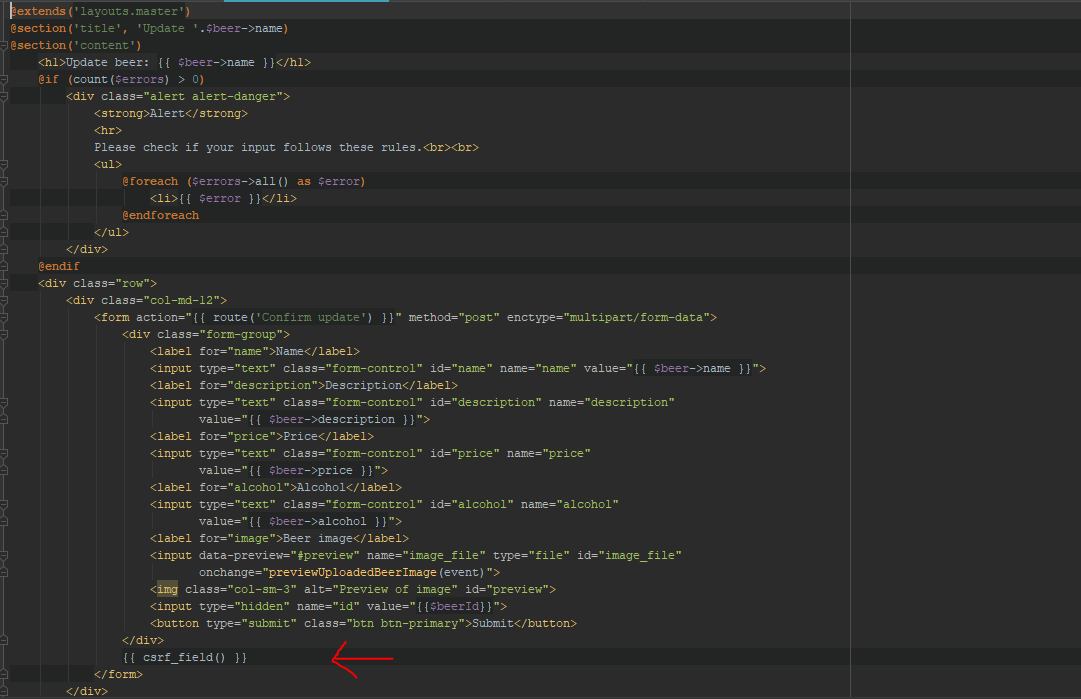 @extends('layouts.master')
@section('title', 'Update '.$beer->name)
@section('content')
<h1>Update beer: {{ $beer->name }}</h1>
@if (count($errors) > 0)
<div class="alert alert-danger">
<strong>Alert</strong>
<hr>
Please check if your input follows these rules.<br><br>
<ul>
@foreach ($errors->all() as $error)
<li>{{ $error }}</li>
@endforeach
</ul>
</div>
@endif
<div class="row">
<div class="col-md-12">
<form action="{{ route('Confirm update') }}" method="post" enctype="multipart/form-data">
<div class="form-group">
<label for="name">Name</label>
<input type="text" class="form-control" id="name" name="name" value="{{ $beer->name }}">
<label for="description">Description</label>
<input type="text" class="form-control" id="description" name="description"
value="{{ $beer->description }}">
<label for="price">Price</label>
<input type="text" class="form-control" id="price" name="price"
value="{{ $beer->price }}">
<label for="alcohol">Alcohol</label>
<input type="text" class="form-control" id="alcohol" name="alcohol"
value="{{ $beer->alcohol }}">
<label for="image">Beer image</label>
<input data-preview="#preview" name="image_file" type="file" id="image_file"
onchange="previewUploadedBeerImage(event)">
<img class="col-sm-3" alt="Preview of image" id="preview">
<input type="hidden" name="id" value="{{$beerId}}">
<button type="submit" class="btn btn-primary">Submit</button>
</div>
{{ csrf_field() }}
</form>
</div>